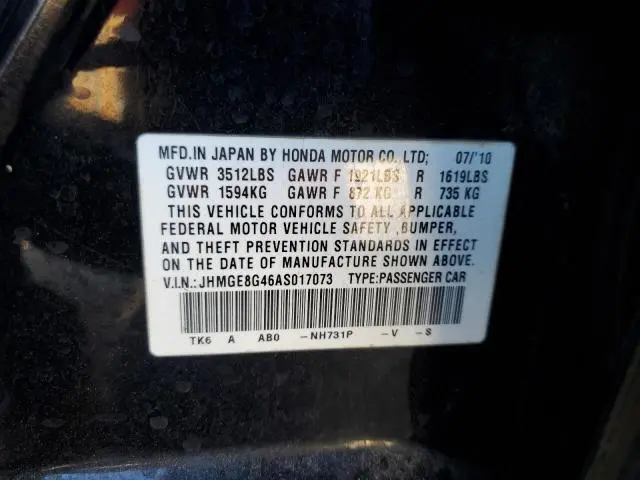 MFD.IN JAPAN BY HONDA MOTOR CO, LTD; 07/'10
GVWR 3512LBS GAWR F 1921LBS R 1619LBS
GVWR 1594KG GAWR F 872 KG R 735 KG
THIS VEHICLE CONFORMS TO ALL APPLICABLE
FEDERAL MOTOR VEHICLE SAFETY ,BUMPER,
AND THEFT PREVENTION STANDARDS IN EFFECT
ON THE DATE OF MANUFACTURE SHOWN ABOVE.
V.I.N.: JHMGE8G46AS017073 TYPE:PASSENGER CAR
TK6 A AB0 -NH731P -V -S